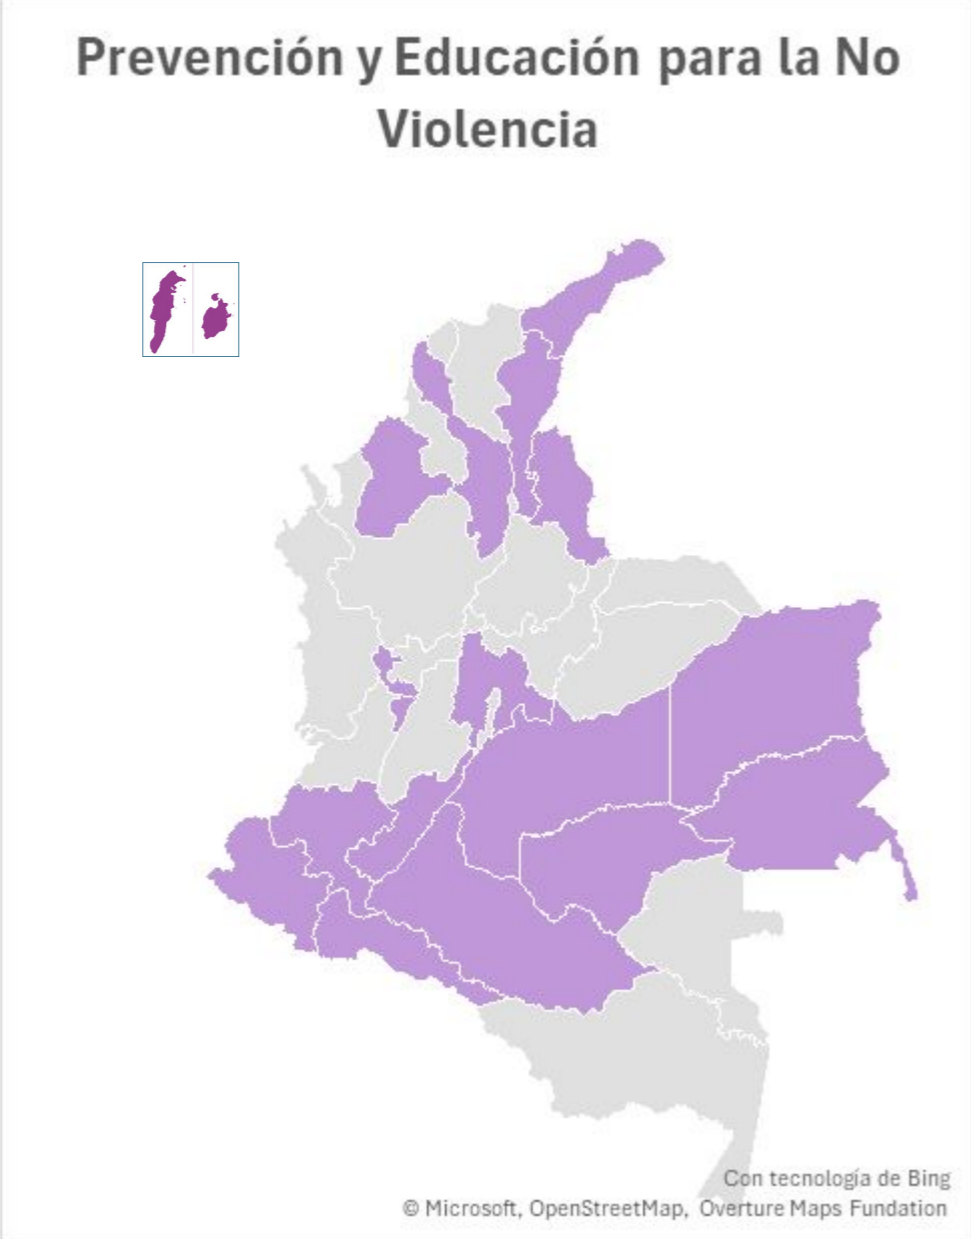 Prevención y Educación para la No
Violencia
Con tecnología de Bing
© Microsoft, OpenStreetMap, Overture Maps Fundation